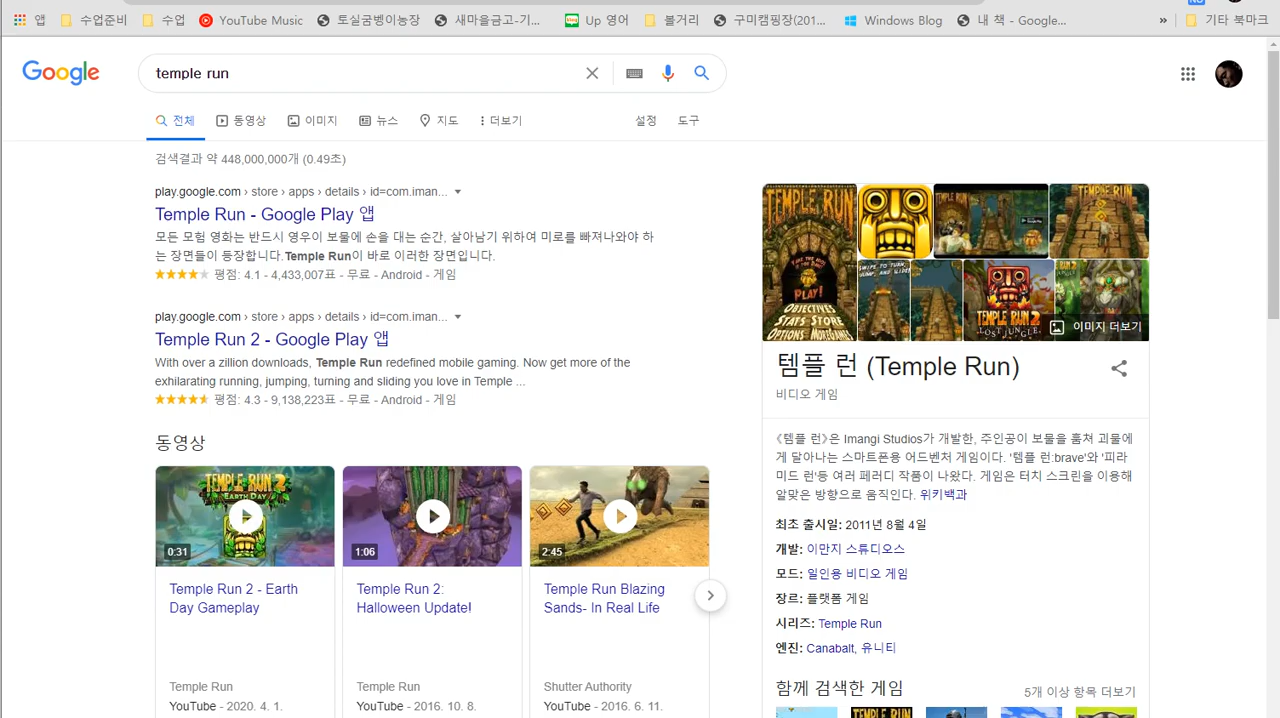 앱 수업준비 수업 YouTube Music 토실굼벵이농장 새마을금고-기... Up 영어 볼거리 구미캠핑장(201... Windows Blog 내 책 - Google... » 기타 북마크
Google temple run
전체 동영상 이미지 뉴스 지도 더보기 설정 도구
검색결과 약 448,000,000개 (0.49초)
play.google.com › store › apps › details › id=com.iman...
Temple Run - Google Play 앱
모든 모험 영화는 반드시 영우이 보물에 손을 대는 순간, 살아남기 위하여 미로를 빠져나와야 하
는 장면들이 등장합니다.Temple Run이 바로 이러한 장면입니다.
평점: 4.1 - 4,433,007표 - 무료 - Android - 게임
play.google.com › store › apps › details › id=com.iman...
Temple Run 2 - Google Play 앱
With over a zillion downloads, Temple Run redefined mobile gaming. Now get more of the
exhilarating running, jumping, turning and sliding you love in Temple ...
평점: 4.3 - 9,138,223표 - 무료 - Android - 게임
동영상
TEMPLE RUN 2
EARTH DAY
0:31
1:06
2:45
Temple Run 2 - Earth
Day Gameplay
Temple Run 2:
Halloween Update!
Temple Run Blazing
Sands- In Real Life
Temple Run
YouTube - 2020. 4. 1.
Temple Run
YouTube - 2016. 10. 8.
Shutter Authority
YouTube - 2016. 6. 11.
TEMPLE RUN
PLAY!
OBJECTIVES
STATS STORE
OPTIONS MOREGAMES
TEMPLE RUN
TEMPLE RUN
SWIPE TO TURN,
JUMP, AND SLIDE!
TEMPLE RUN 2
LOST JUNGLE
이미지 더보기
템플 런 (Temple Run)
비디오 게임
《템플 런》은 Imangi Studios가 개발한, 주인공이 보물을 훔쳐 괴물에
게 달아나는 스마트폰용 어드벤처 게임이다. '템플 런:brave'와 '피라
미드 런'등 여러 페러디 작품이 나왔다. 게임은 터치 스크린을 이용해
알맞은 방향으로 움직인다. 위키백과
최초 출시일: 2011년 8월 4일
개발: 이만지 스튜디오스
모드: 일인용 비디오 게임
장르: 플랫폼 게임
시리즈: Temple Run
엔진: Canabalt, 유니티
함께 검색한 게임 5개 이상 항목 더보기
TEMPLE RUN